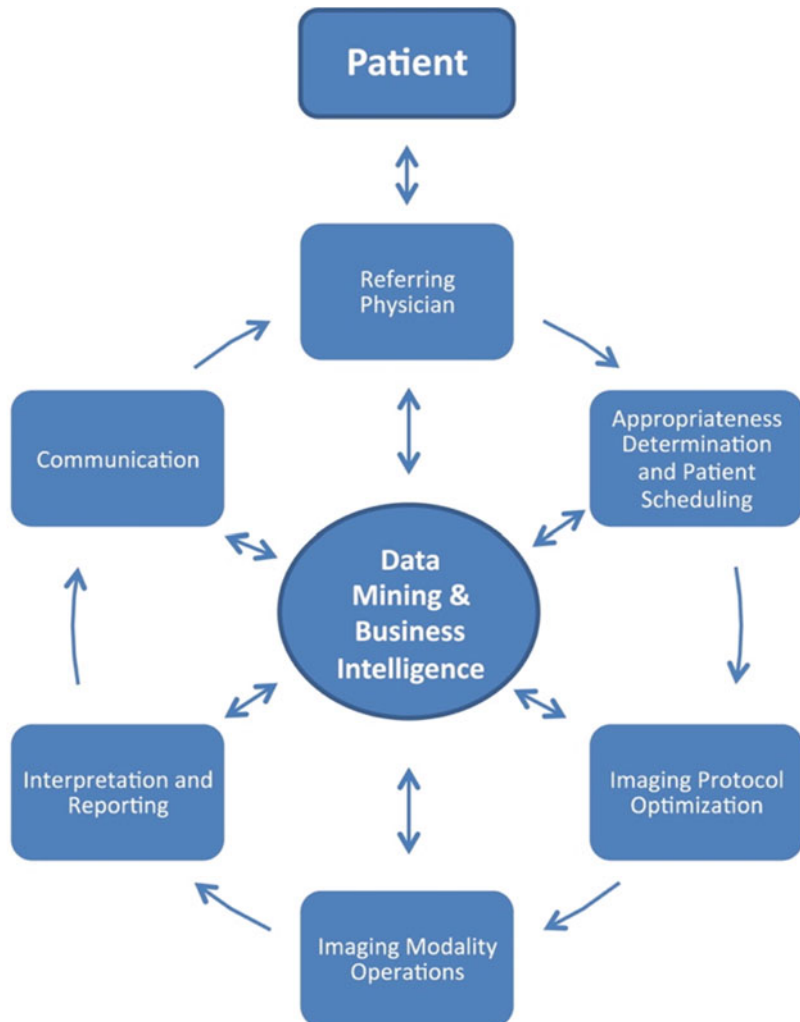 Patient
Referring
Physician
Appropriateness
Determination
and Patient
Scheduling
Communication
Data
Mining &
Business
Intelligence
Interpretation and
Reporting
Imaging Protocol
Optimization
Imaging Modality
Operations